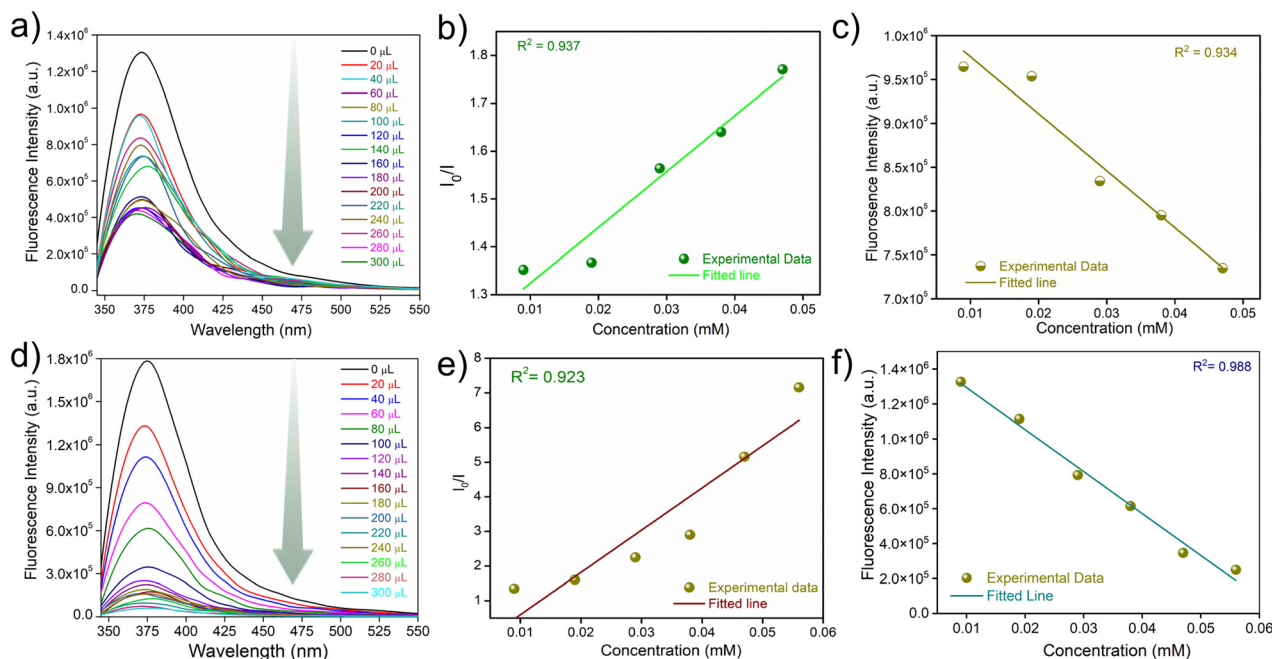 a)
1.4x10⁶
1.2x10⁶
1.0x10⁶
8.0x10⁵
6.0x10⁵
4.0x10⁵
2.0x10⁵
0.0
Fluorescence Intensity (a.u.)
350 375 400 425 450 475 500 525 550
Wavelength (nm)
0 μL
20 μL
40 μL
60 μL
80 μL
100 μL
120 μL
140 μL
160 μL
180 μL
200 μL
220 μL
240 μL
260 μL
280 μL
300 μL
b)
R² = 0.937
1.8
1.7
1.6
1.5
1.4
1.3
I₀/I
Experimental Data
Fitted line
0.01 0.02 0.03 0.04 0.05
Concentration (mM)
c)
R² = 0.934
1.0x10⁶
9.5x10⁵
9.0x10⁵
8.5x10⁵
8.0x10⁵
7.5x10⁵
7.0x10⁵
Fluorosence Intensity (a.u.)
Experimental Data
Fitted line
0.01 0.02 0.03 0.04 0.05
Concentration (mM)
d)
1.8x10⁶
1.5x10⁶
1.2x10⁶
9.0x10⁵
6.0x10⁵
3.0x10⁵
0.0
Fluorescence Intensity (a.u.)
350 375 400 425 450 475 500 525 550
Wavelength (nm)
0 μL
20 μL
40 μL
60 μL
80 μL
100 μL
120 μL
140 μL
160 μL
180 μL
200 μL
220 μL
240 μL
260 μL
280 μL
300 μL
e)
R²= 0.923
8
7
6
5
4
3
2
1
I₀/I
Experimental data
Fitted line
0.01 0.02 0.03 0.04 0.05 0.06
Concentration (mM)
f)
R²= 0.988
1.4x10⁶
1.2x10⁶
1.0x10⁶
8.0x10⁵
6.0x10⁵
4.0x10⁵
2.0x10⁵
0.0
Fluorescence Intensity (a.u.)
Experimental Data
Fitted Line
0.01 0.02 0.03 0.04 0.05 0.06
Concentration (mM)